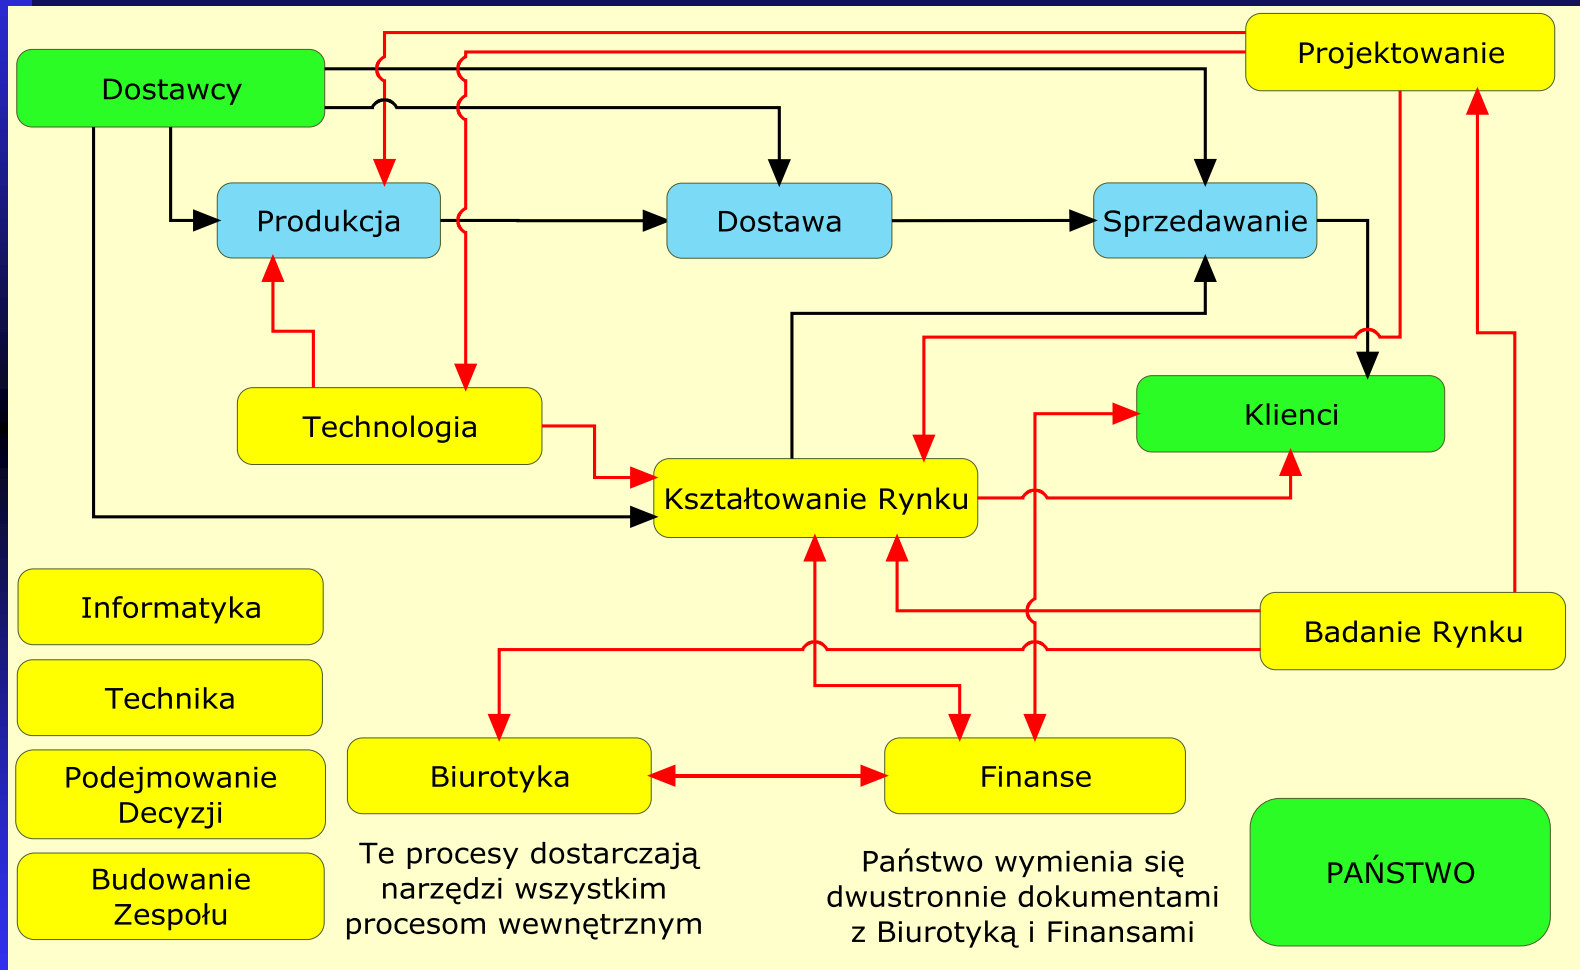 Projektowanie
Dostawcy
Produkcja
Dostawa
Sprzedawanie
Technologia
Klienci
Kształtowanie Rynku
Informatyka
Badanie Rynku
Technika
Podejmowanie
Decyzji
Biurotyka
Finanse
Budowanie
Zespołu
Te procesy dostarczają
narzędzi wszystkim
procesom wewnętrznym
Państwo wymienia się
dwustronnie dokumentami
z Biurotyką i Finansami
PAŃSTWO